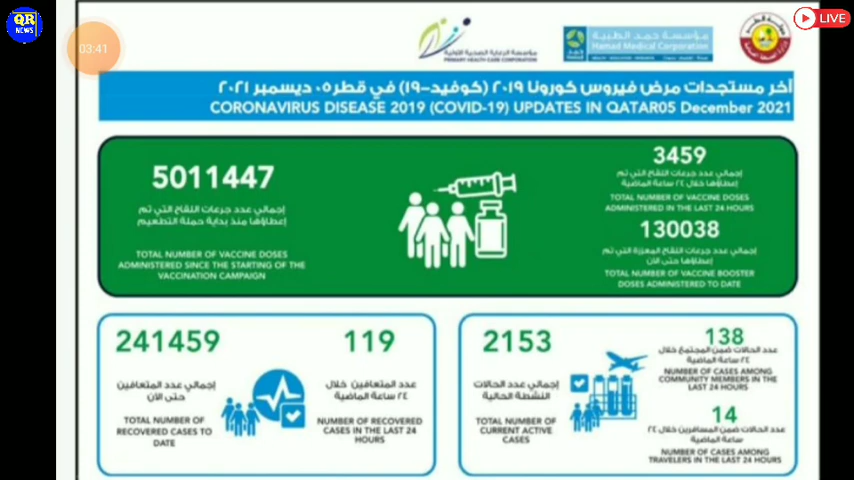 QR
NEWS
03:41
LIVE
مؤسسة الرعاية الصحية الأولية
PRIMARY HEALTH CARE CORPORATION
مؤسسة حمد الطبية
Hamad Medical Corporation
آخر مستجدات مرض فيروس كورونا ٢٠١٩ (كوفيد-١٩) في قطر ٠٥ ديسمبر ٢٠٢١
CORONAVIRUS DISEASE 2019 (COVID-19) UPDATES IN QATAR05 December 2021
5011447
إجمالي عدد جرعات اللقاح التي تم
إعطاؤها منذ بداية حملة التطعيم
TOTAL NUMBER OF VACCINE DOSES
ADMINISTERED SINCE THE STARTING OF THE
VACCINATION CAMPAIGN
3459
إجمالي عدد جرعات اللقاح التي تم
إعطاؤها خلال ٢٤ ساعة الماضية
TOTAL NUMBER OF VACCINE DOSES
ADMINISTERED IN THE LAST 24 HOURS
130038
إجمالي عدد جرعات اللقاح المعززة التي تم
إعطاؤها حتى الآن
TOTAL NUMBER OF VACCINE BOOSTER
DOSES ADMINISTERED TO DATE
241459
إجمالي عدد المتعافين
حتى الآن
TOTAL NUMBER OF
RECOVERED CASES TO
DATE
119
عدد المتعافين خلال
٢٤ ساعة الماضية
NUMBER OF RECOVERED
CASES IN THE LAST 24
HOURS
2153
إجمالي عدد الحالات
النشطة الحالية
TOTAL NUMBER OF
CURRENT ACTIVE
CASES
138
عدد الحالات ضمن المجتمع خلال
٢٤ ساعة الماضية
NUMBER OF CASES AMONG
COMMUNITY MEMBERS IN THE
LAST 24 HOURS
14
عدد الحالات ضمن المسافرين خلال ٢٤
ساعة الماضية
NUMBER OF CASES AMONG
TRAVELERS IN THE LAST 24 HOURS